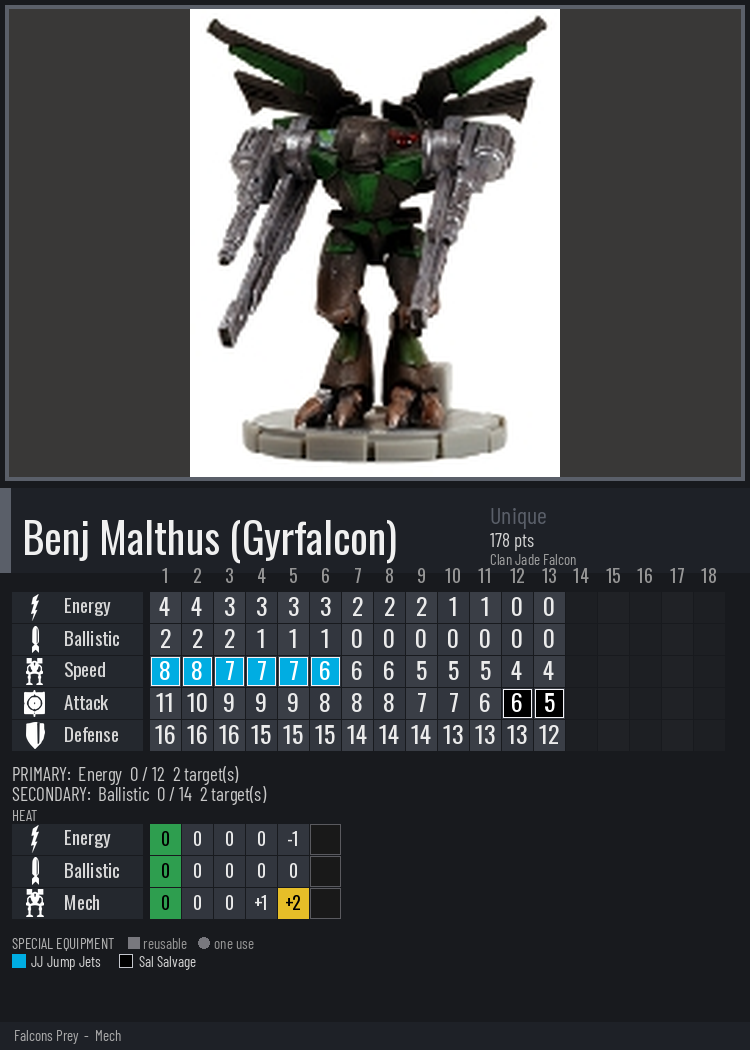 Benj Malthus (Gyrfalcon)
Unique
178 pts
Clan Jade Falcon
1 2 3 4 5 6 7 8 9 10 11 12 13 14 15 16 17 18
Energy 4 4 3 3 3 3 2 2 2 1 1 0 0
Ballistic 2 2 2 1 1 1 0 0 0 0 0 0 0
Speed 8 8 7 7 7 6 6 6 5 5 5 4 4
Attack 11 10 9 9 9 8 8 8 7 7 6 6 5
Defense 16 16 16 15 15 15 14 14 14 13 13 13 12
PRIMARY: Energy 0 / 12 2 target(s)
SECONDARY: Ballistic 0 / 14 2 target(s)
HEAT
Energy 0 0 0 0 -1
Ballistic 0 0 0 0 0
Mech 0 0 0 +1 +2
SPECIAL EQUIPMENT reusable one use
JJ Jump Jets Sal Salvage
Falcons Prey - Mech